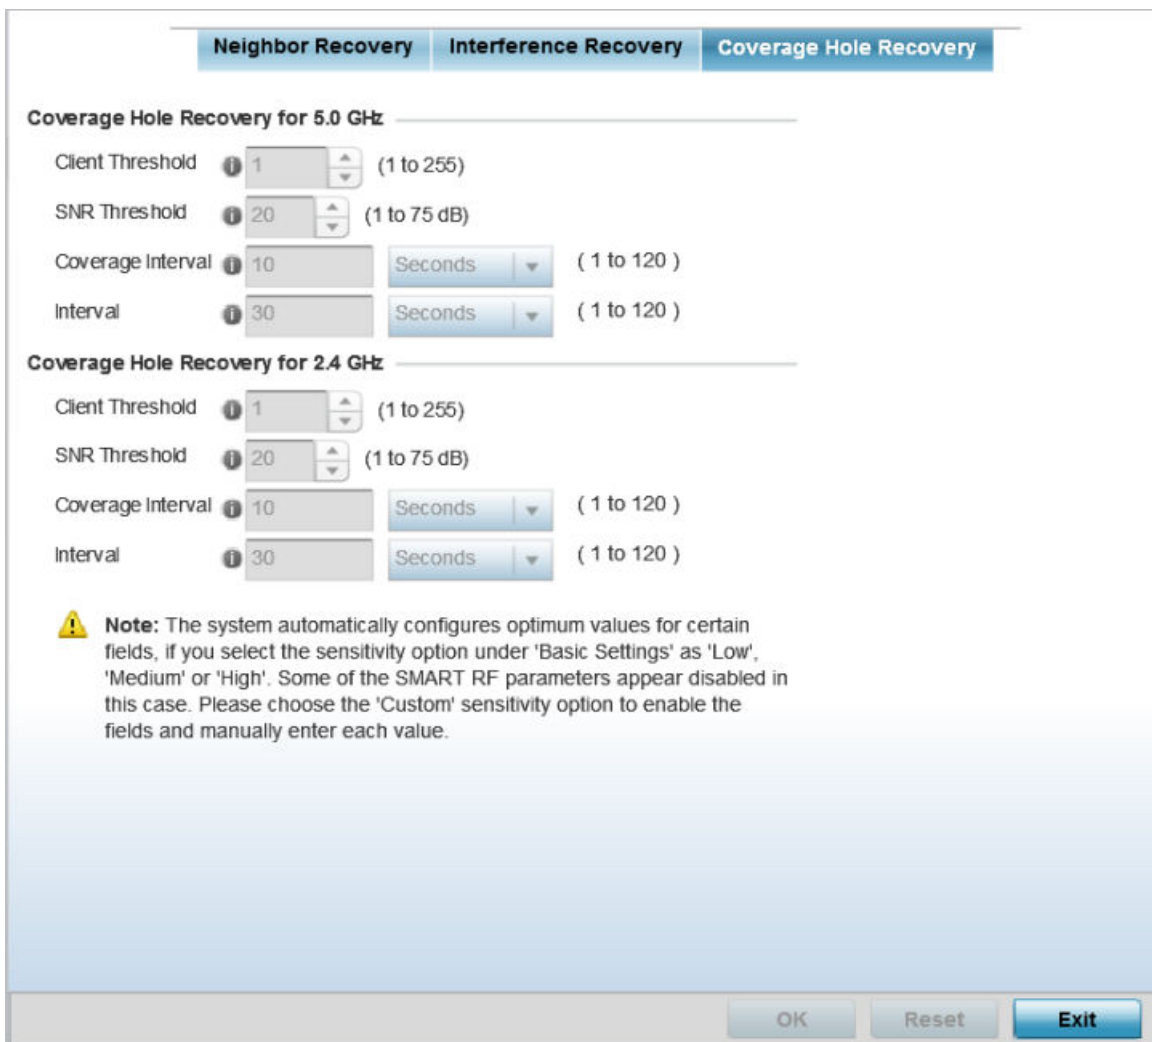 Neighbor Recovery Interference Recovery Coverage Hole Recovery
Coverage Hole Recovery for 5.0 GHz
Client Threshold 1 (1 to 255)
SNR Threshold 20 (1 to 75 dB)
Coverage Interval 10 Seconds ( 1 to 120 )
Interval 30 Seconds ( 1 to 120 )
Coverage Hole Recovery for 2.4 GHz
Client Threshold 1 (1 to 255)
SNR Threshold 20 (1 to 75 dB)
Coverage Interval 10 Seconds ( 1 to 120 )
Interval 30 Seconds ( 1 to 120 )
Note: The system automatically configures optimum values for certain
fields, if you select the sensitivity option under 'Basic Settings' as 'Low',
'Medium' or 'High'. Some of the SMART RF parameters appear disabled in
this case. Please choose the 'Custom' sensitivity option to enable the
fields and manually enter each value.
OK Reset Exit